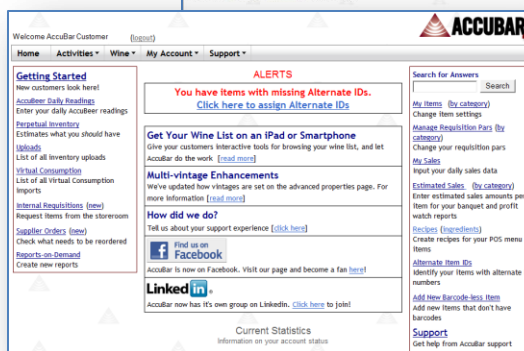 Welcome AccuBar Customer (logout)
ACCUBAR
Home Activities Wine My Account Support
Getting Started
New customers look here!
AccuBeer Daily Readings
Enter your daily AccuBeer readings
Perpetual Inventory
Estimates what you should have
Uploads
List of all inventory uploads
Virtual Consumption
List of all Virtual Consumption
imports
Internal Requisitions (new)
Request items from the storeroom
Supplier Orders (new)
Check what needs to be reordered
Reports-on-Demand
Create new reports
ALERTS
You have items with missing Alternate IDs.
Click here to assign Alternate IDs
Get Your Wine List on an iPad or Smartphone
Give your customers interactive tools for browsing your wine list, and let
AccuBar do the work [read more]
Multi-vintage Enhancements
We've updated how vintages are set on the advanced properties page. For
more information [read more]
How did we do?
Tell us about your support experience [click here]
f Find us on
Facebook
AccuBar is now on Facebook. Visit our page and become a fan here!
Linked in
AccuBar now has it's own group on Linkedin. Click here to join!
Current Statistics
Information on your account status
Search for Answers
Search
My Items (by category)
Change item settings
Manage Requisition Pars (by
category)
Change your requisition pars
My Sales
Input your daily sales data
Estimated Sales (by category)
Enter estimated sales amounts per
item for your banquet and profit
watch reports
Recipes (Ingredients)
Create recipes for your POS menu
items
Alternate Item IDs
Identify your items with alternate
numbers
Add New Barcode-less Item
Add new items that don't have
barcodes
Support
Get help from AccuBar support